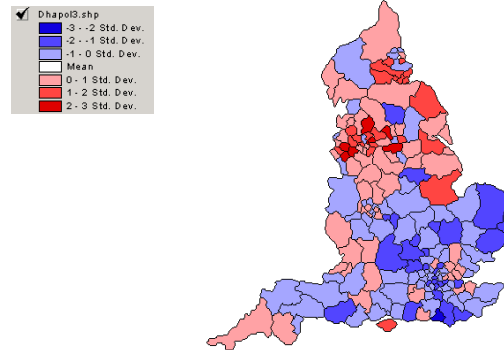 Dhapol3.shp
-3 - -2 Std. Dev.
-2 - -1 Std. Dev.
-1 - 0 Std. Dev.
Mean
0 - 1 Std. Dev.
1 - 2 Std. Dev.
2 - 3 Std. Dev.